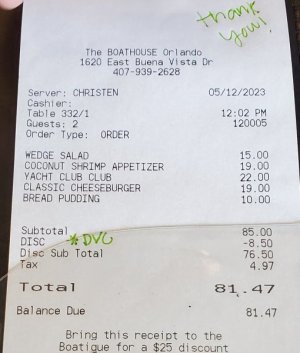 thank
you!
The BOATHOUSE Orlando
1620 East Buena Vista Dr
407-939-2628
Server: CHRISTEN 05/12/2023
Cashier:
Table 332/1 12:02 PM
Guests: 2 120005
Order Type: ORDER
WEDGE SALAD 15.00
COCONUT SHRIMP APPETIZER 19.00
YACHT CLUB CLUB 22.00
CLASSIC CHEESEBURGER 19.00
BREAD PUDDING 10.00
Subtotal 85.00
DISC *DVC -8.50
Disc Sub Total 76.50
Tax 4.97
Total 81.47
Balance Due 81.47
Bring this receipt to the
Boatique for a $25 discount